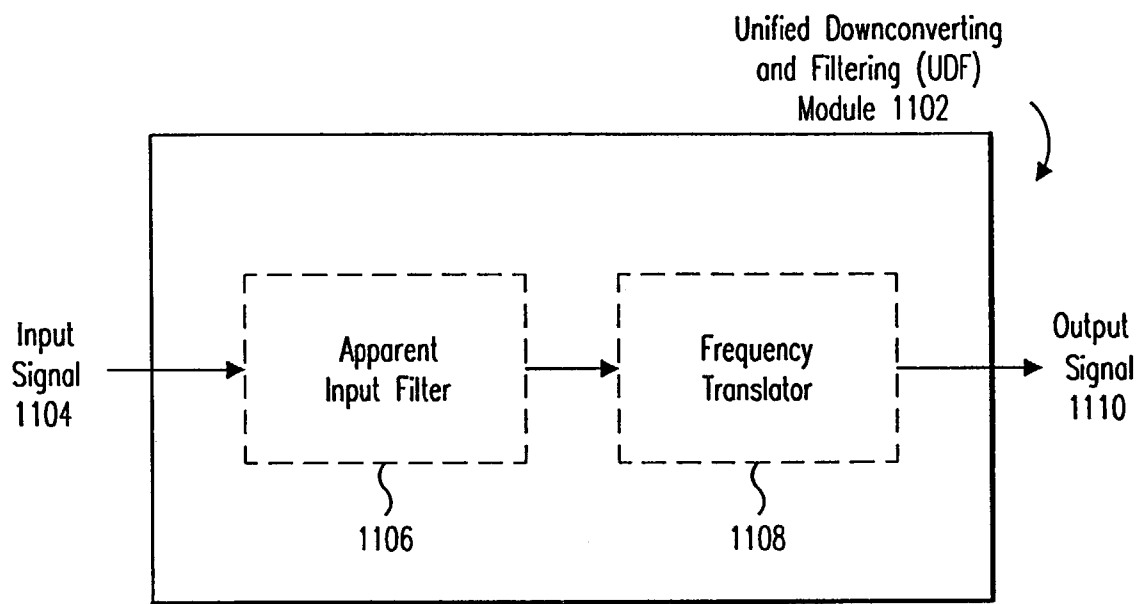 Unified Downconverting
and Filtering (UDF)
Module 1102
Input
Signal
1104
Apparent
Input Filter
Frequency
Translator
Output
Signal
1110
1106
1108